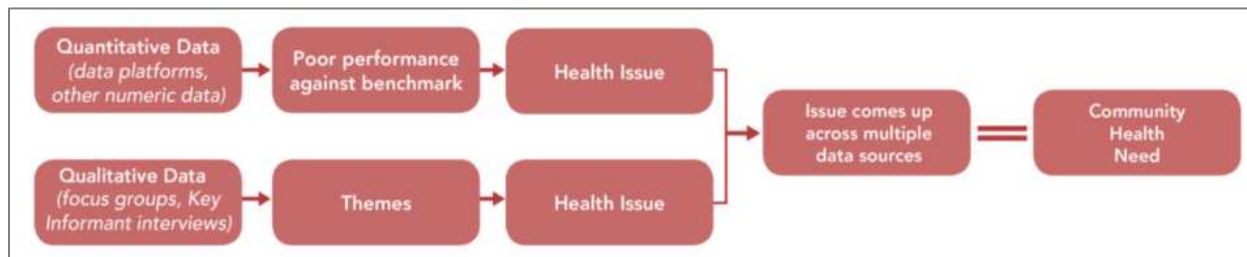 Quantitative Data
(data platforms,
other numeric data)
Poor performance
against benchmark
Health Issue
Qualitative Data
(focus groups, Key
Informant interviews)
Themes
Health Issue
Issue comes up
across multiple
data sources
Community
Health
Need